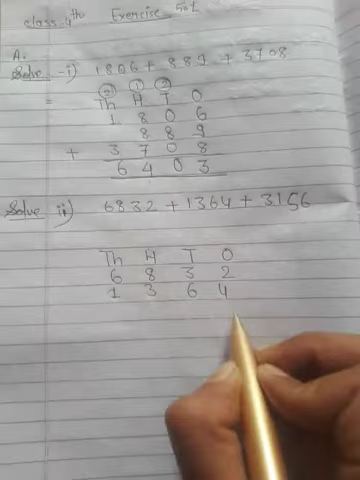 class 4th Exercise 5.1
A.
Solve - i) 1806 + 889 + 3708
= ② ① ②
Th H T O
1 8 0 6
8 8 9
+ 3 7 0 8
6 4 0 3
Solve ii) 6832 + 1364 + 3156
Th H T O
6 8 3 2
1 3 6 4